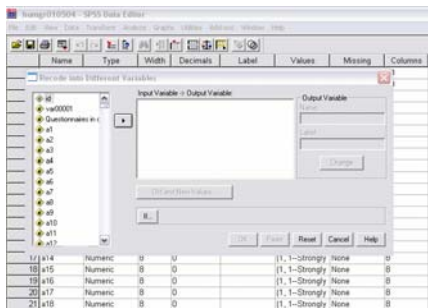 hungr010504 - SPSS Data Editor
File Edit View Data Transform Analyze Graphs Utilities Add-ons Window Help
Name Type Width Decimals Label Values Missing Columns
Recode into Different Variables
id
var00001
Questionnaires in
a1
a2
a3
a4
a5
a6
a7
a8
a9
a10
a11
a12
Input Variable -> Output Variable:
Output Variable
Name:
Label:
Change
Old and New Values...
If...
OK Paste Reset Cancel Help
17 a14 Numeric 8 0 {1, 1--Strongly None 8
18 a15 Numeric 8 0 {1, 1--Strongly None 8
19 a16 Numeric 8 0 {1, 1--Strongly None 8
20 a17 Numeric 8 0 {1, 1--Strongly None 8
21 a18 Numeric 8 0 {1, 1--Strongly None 8